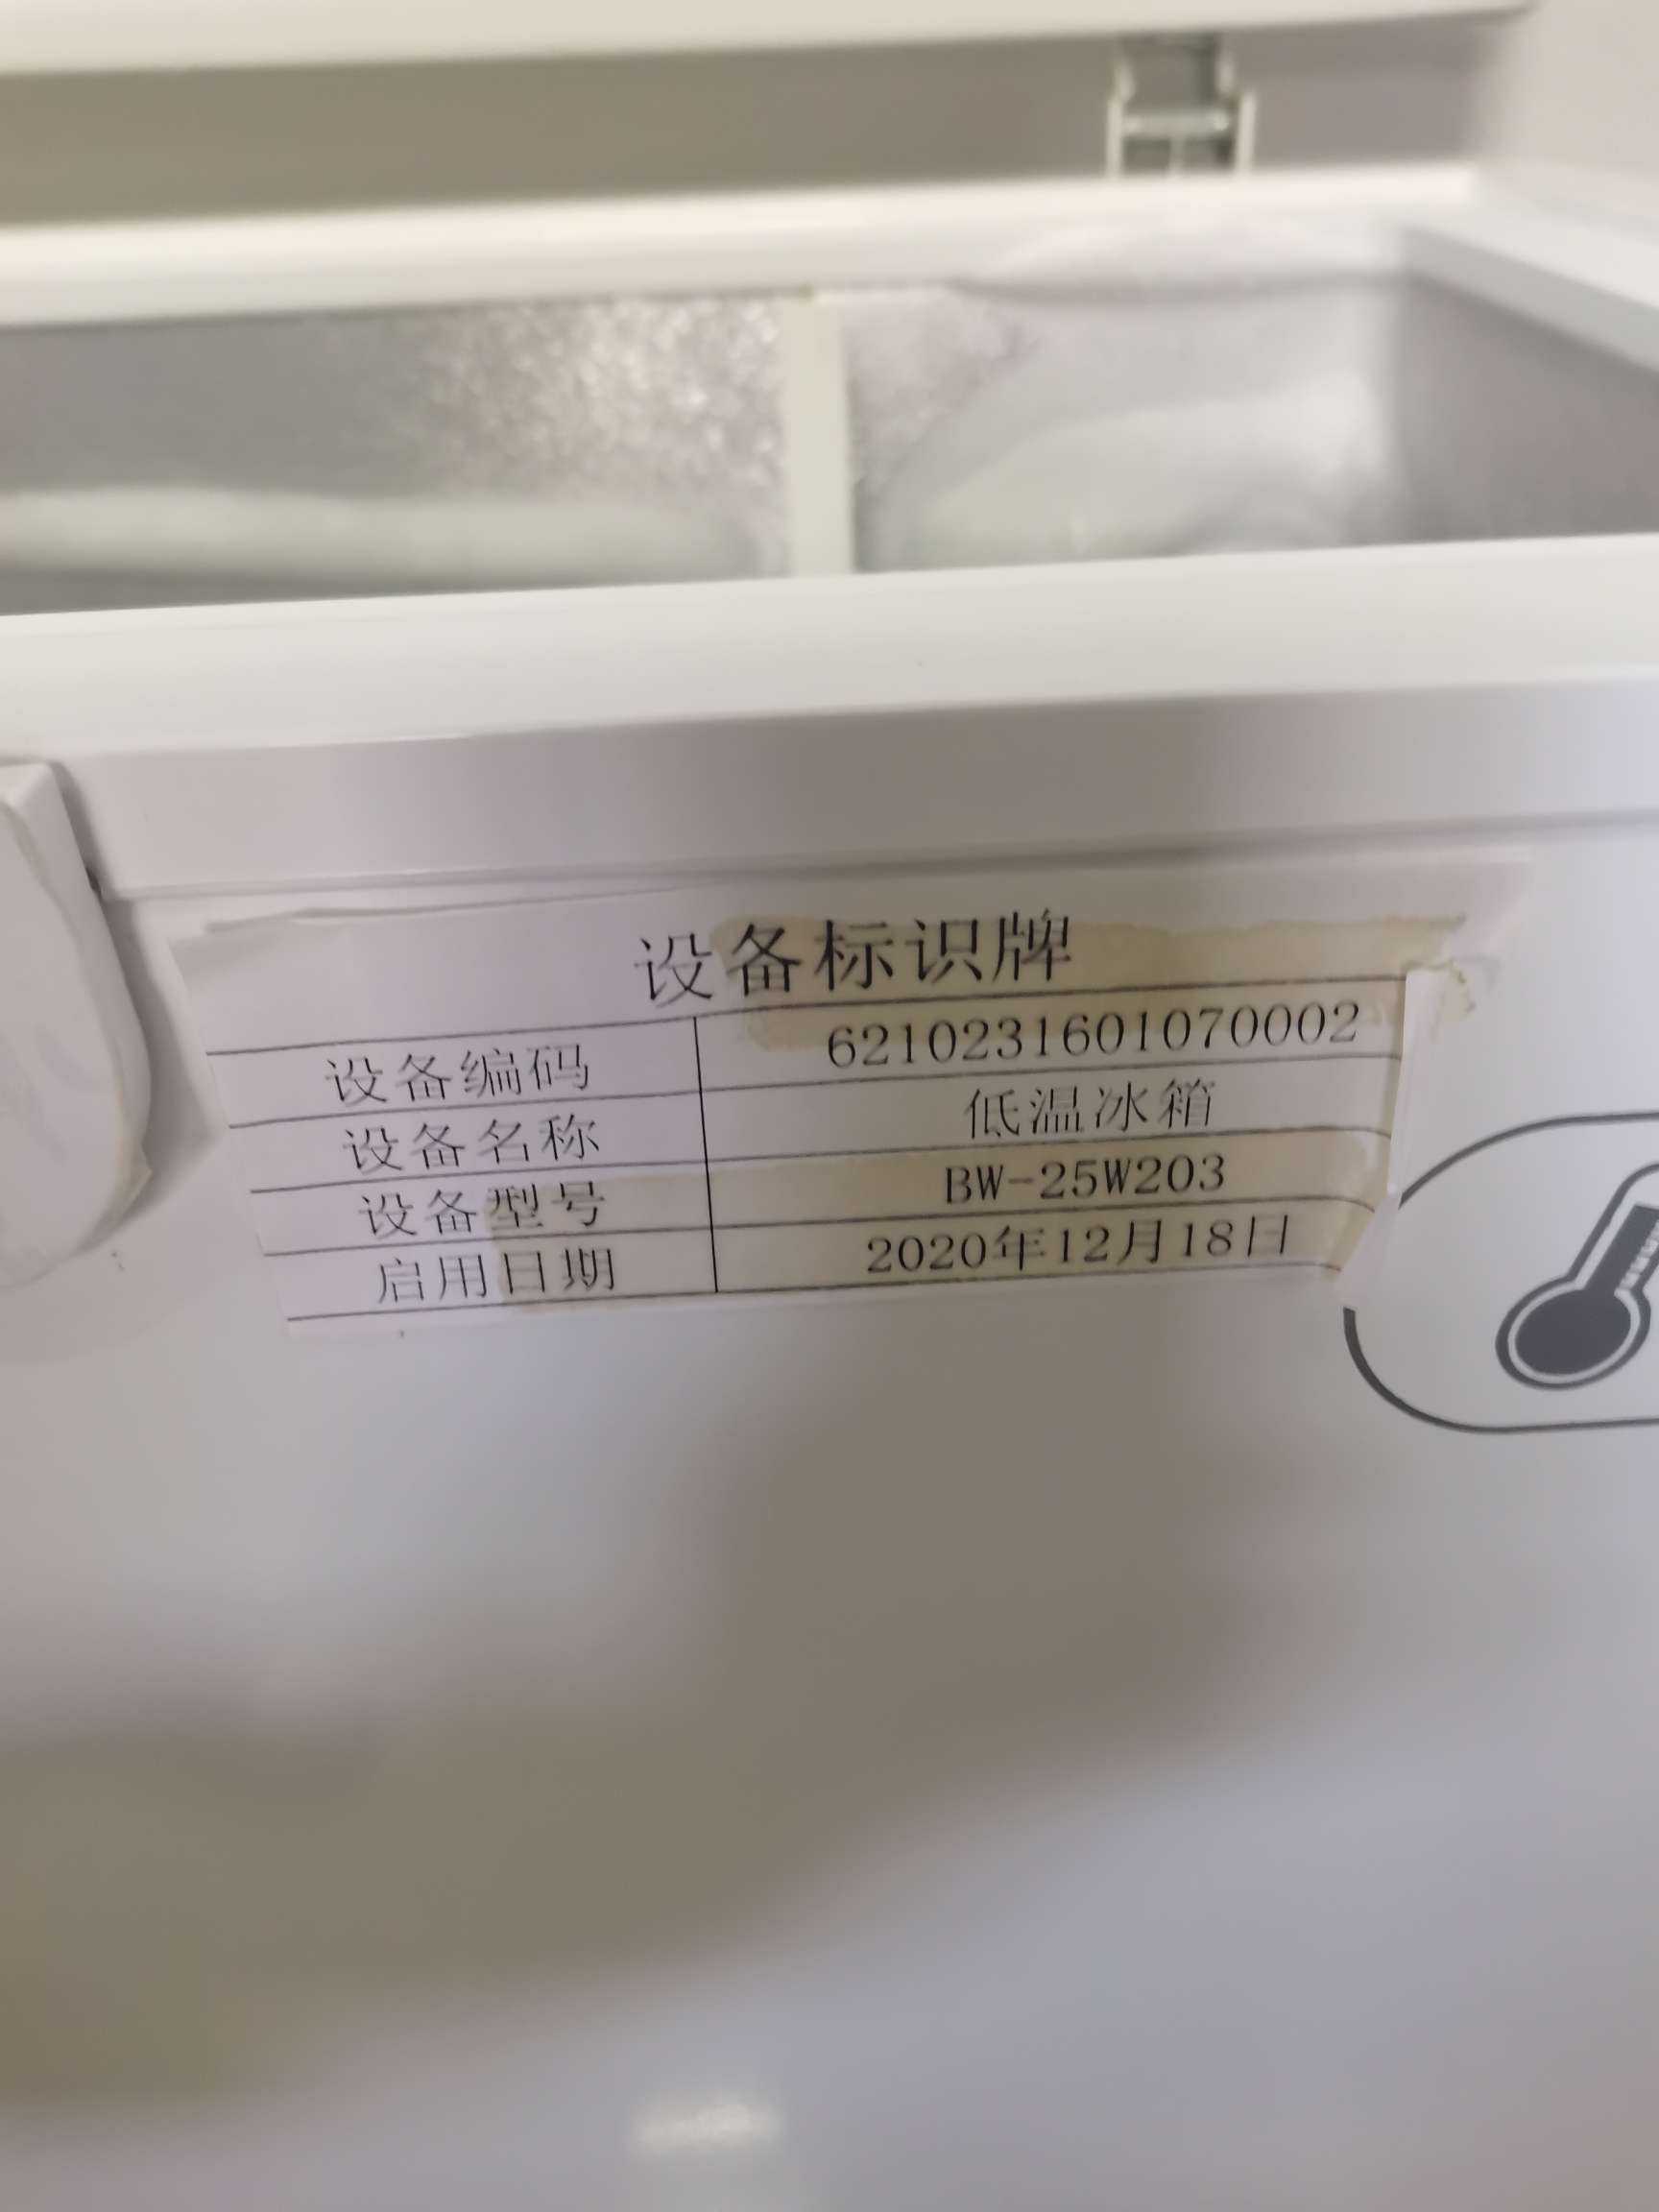 设备标识牌
设备编码 6210231601070002
设备名称 低温冰箱
设备型号 BW-25W203
启用日期 2020年12月18日